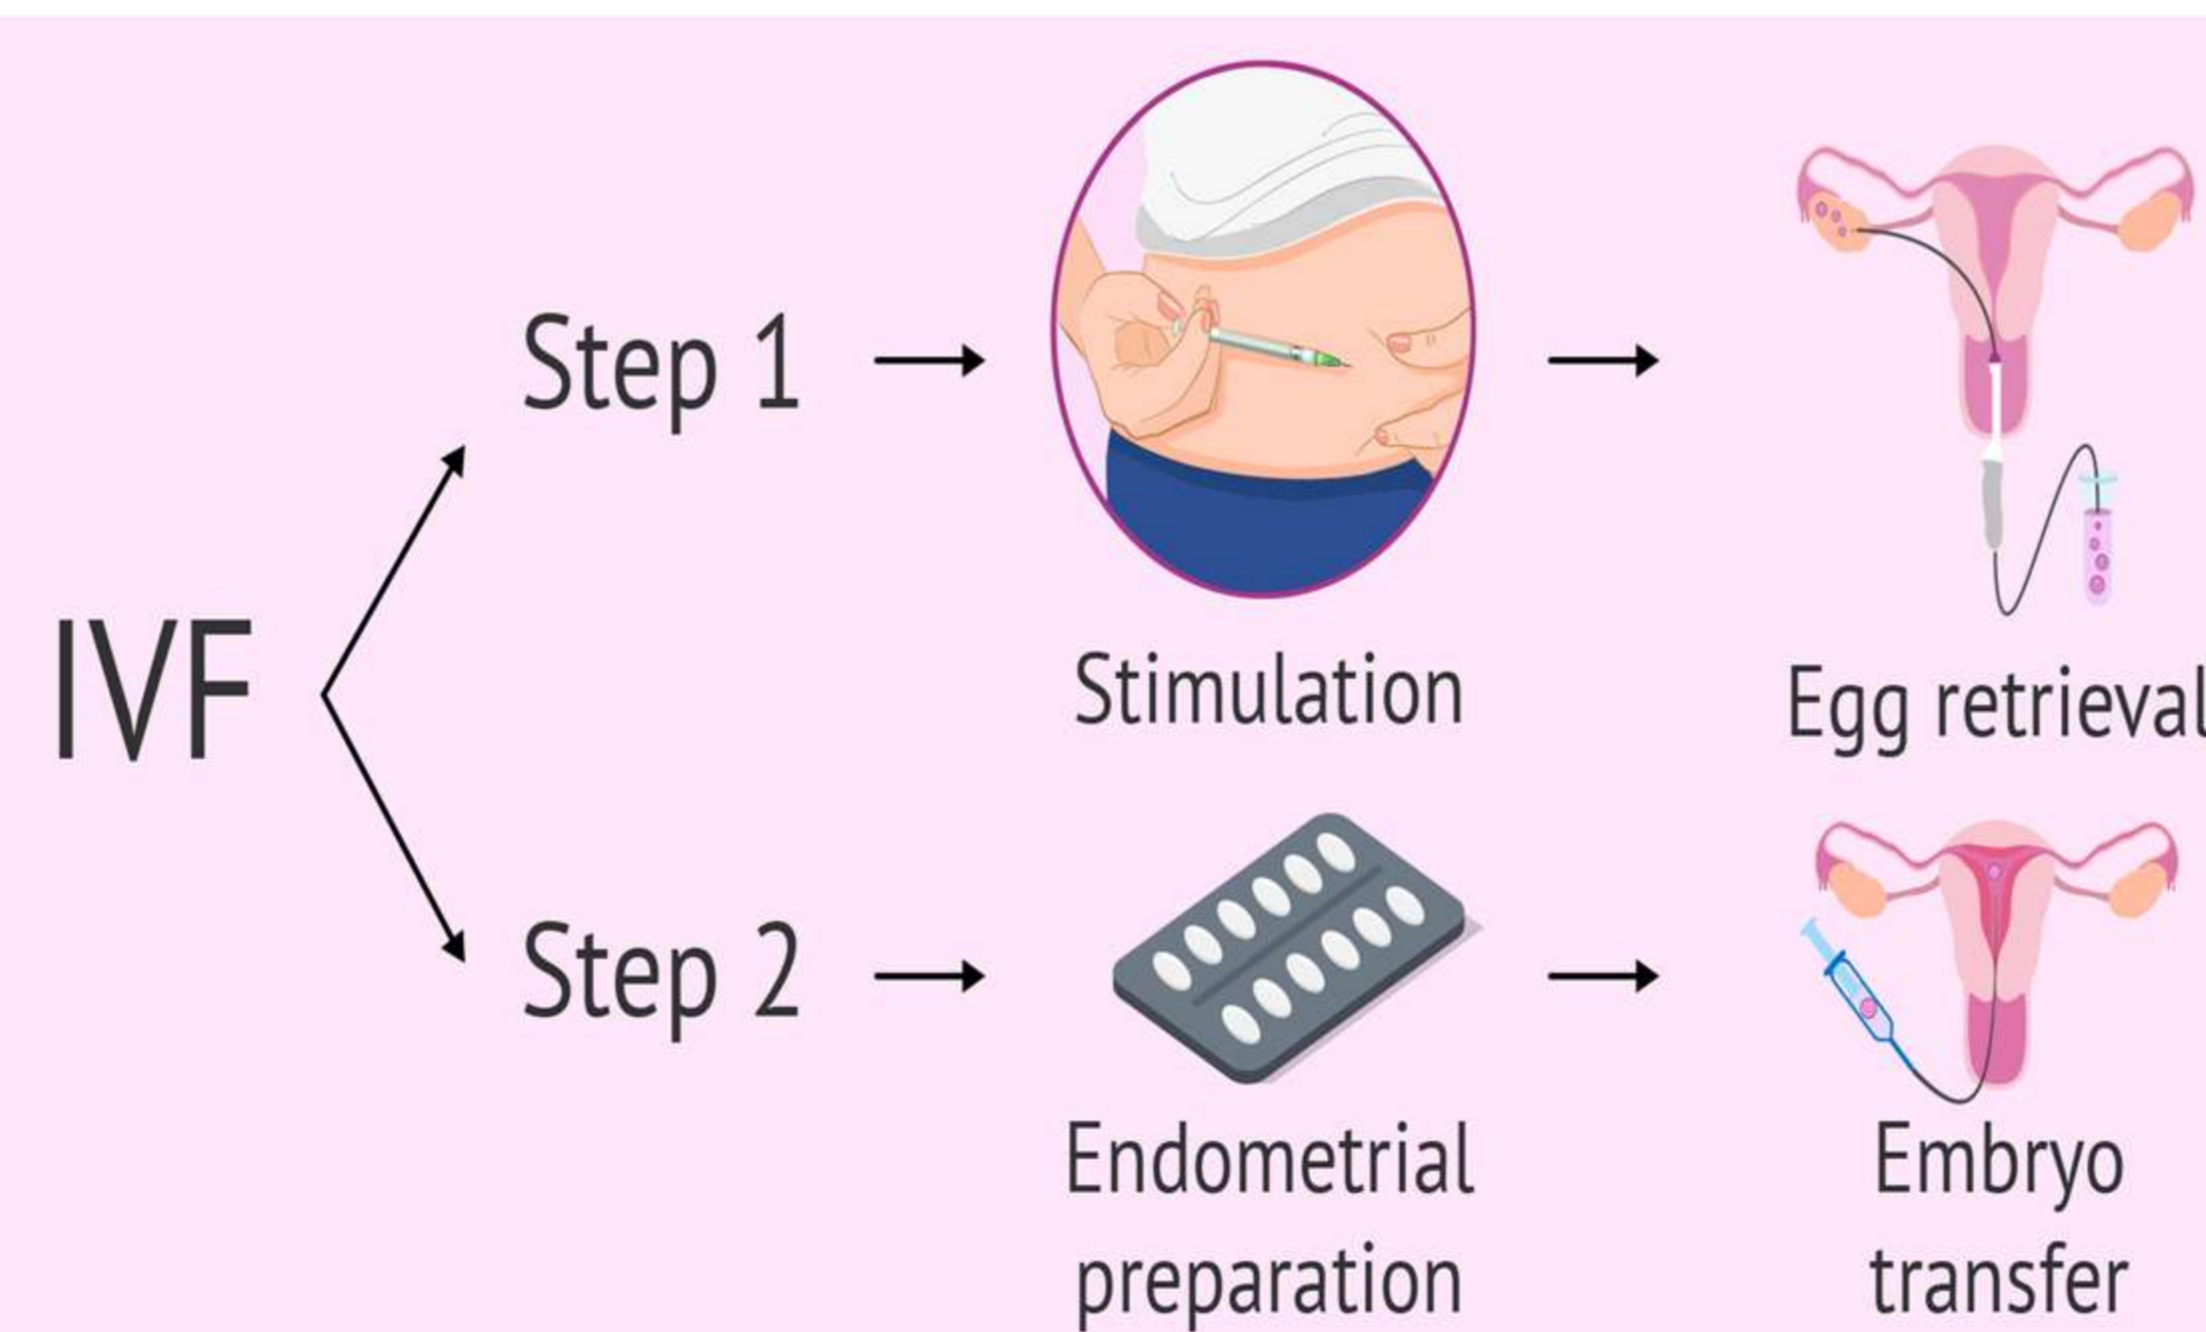 IVF
Step 1
Stimulation
Egg retrieval
Step 2
Endometrial
preparation
Embryo
transfer